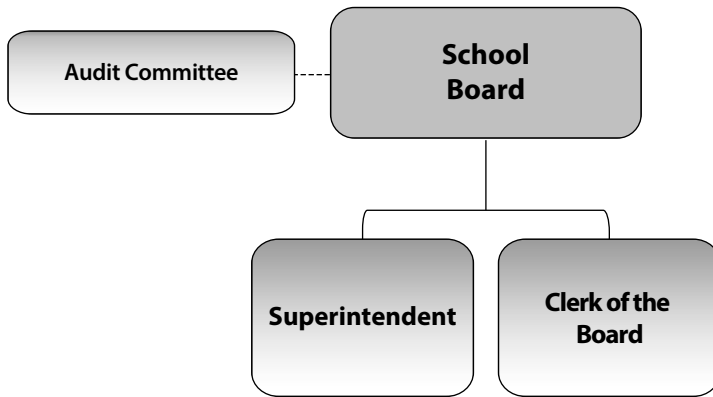 School
Board
Audit Committee
Superintendent
Clerk of the
Board